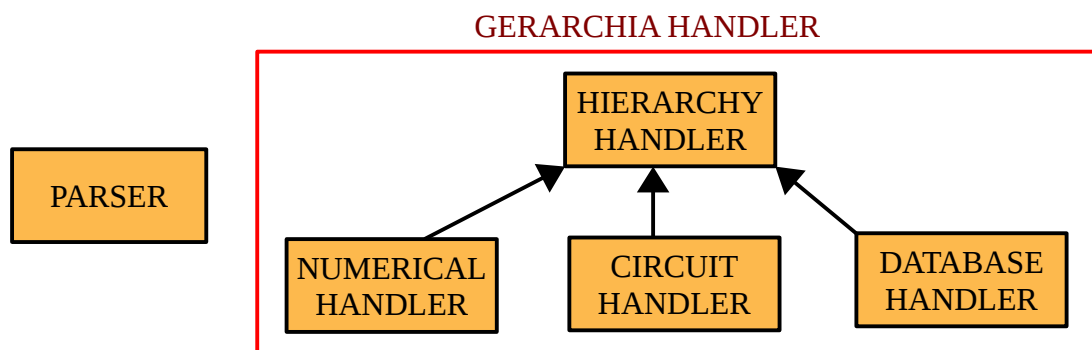 GERARCHIA HANDLER
HIERARCHY
HANDLER
PARSER
NUMERICAL
HANDLER
CIRCUIT
HANDLER
DATABASE
HANDLER